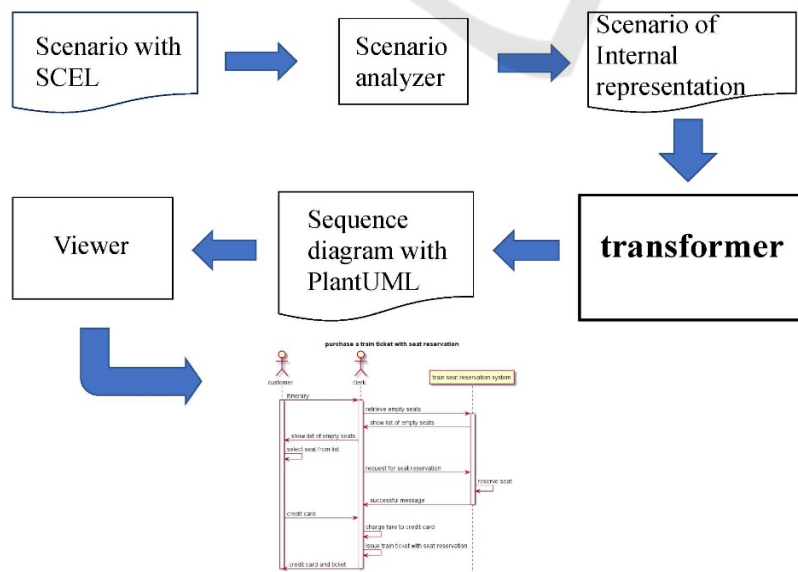 Scenario with
SCEL
Scenario
analyzer
Scenario of
Internal
representation
Viewer
Sequence
diagram with
PlantUML
transformer
purchase a train ticket with seat reservation
customer
clerk
train seat reservation system
itinerary
retrieve empty seats
show list of empty seats
show list of empty seats
select seat from list
request for seat reservation
reserve seat
successful message
credit card
charge fare to credit card
issue train ticket with seat reservation
credit card and ticket